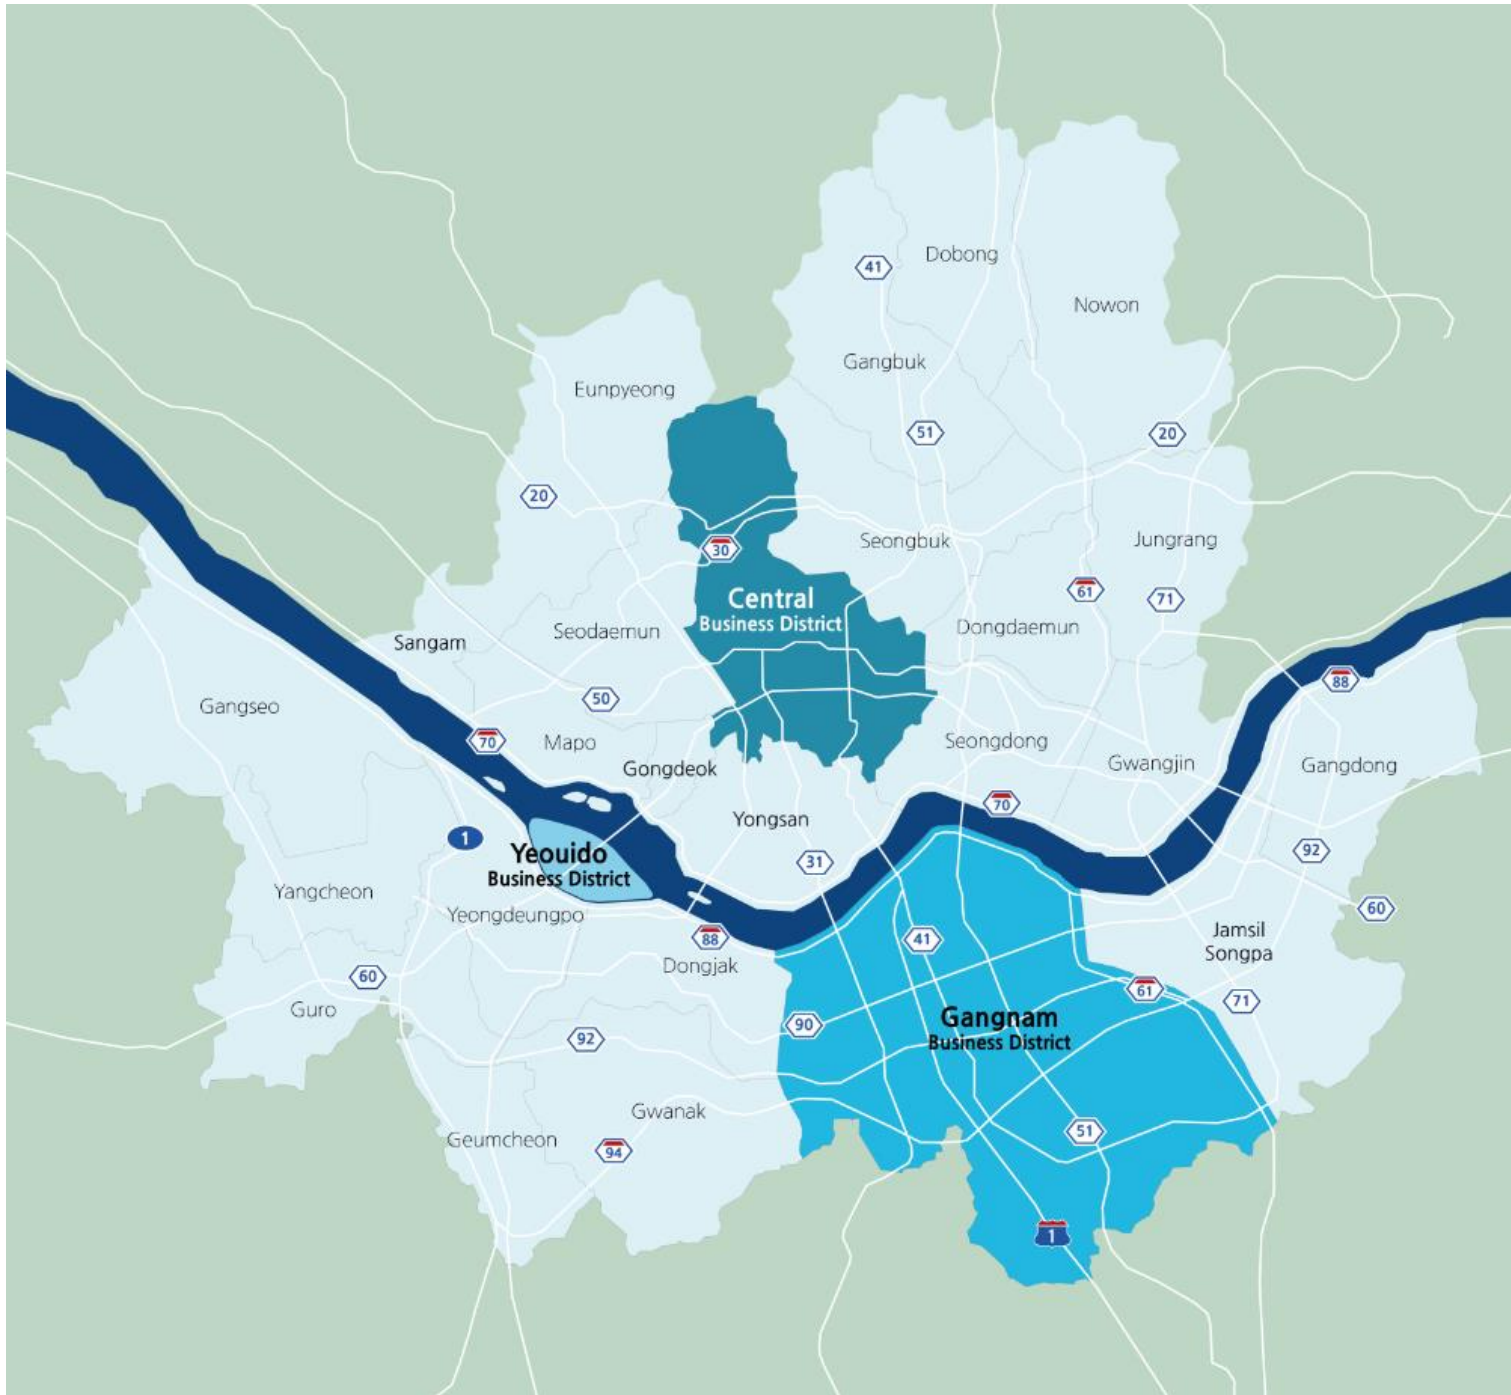 Dobong
41
Nowon
Gangbuk
Eunpyeong
51
20
20
30
Seongbuk
Jungrang
Central
Business District
61
71
Sangam
Seodaemun
Dongdaemun
88
50
Gangseo
70
Mapo
Seongdong
Gongdeok
Gwangjin
Gangdong
70
Yongsan
1
Yeouido
Business District
31
92
Yangcheon
Yeongdeungpo
60
88
41
Jamsil
Songpa
Dongjak
60
61
71
Guro
90
Gangnam
Business District
92
Gwanak
Geumcheon
94
51
1